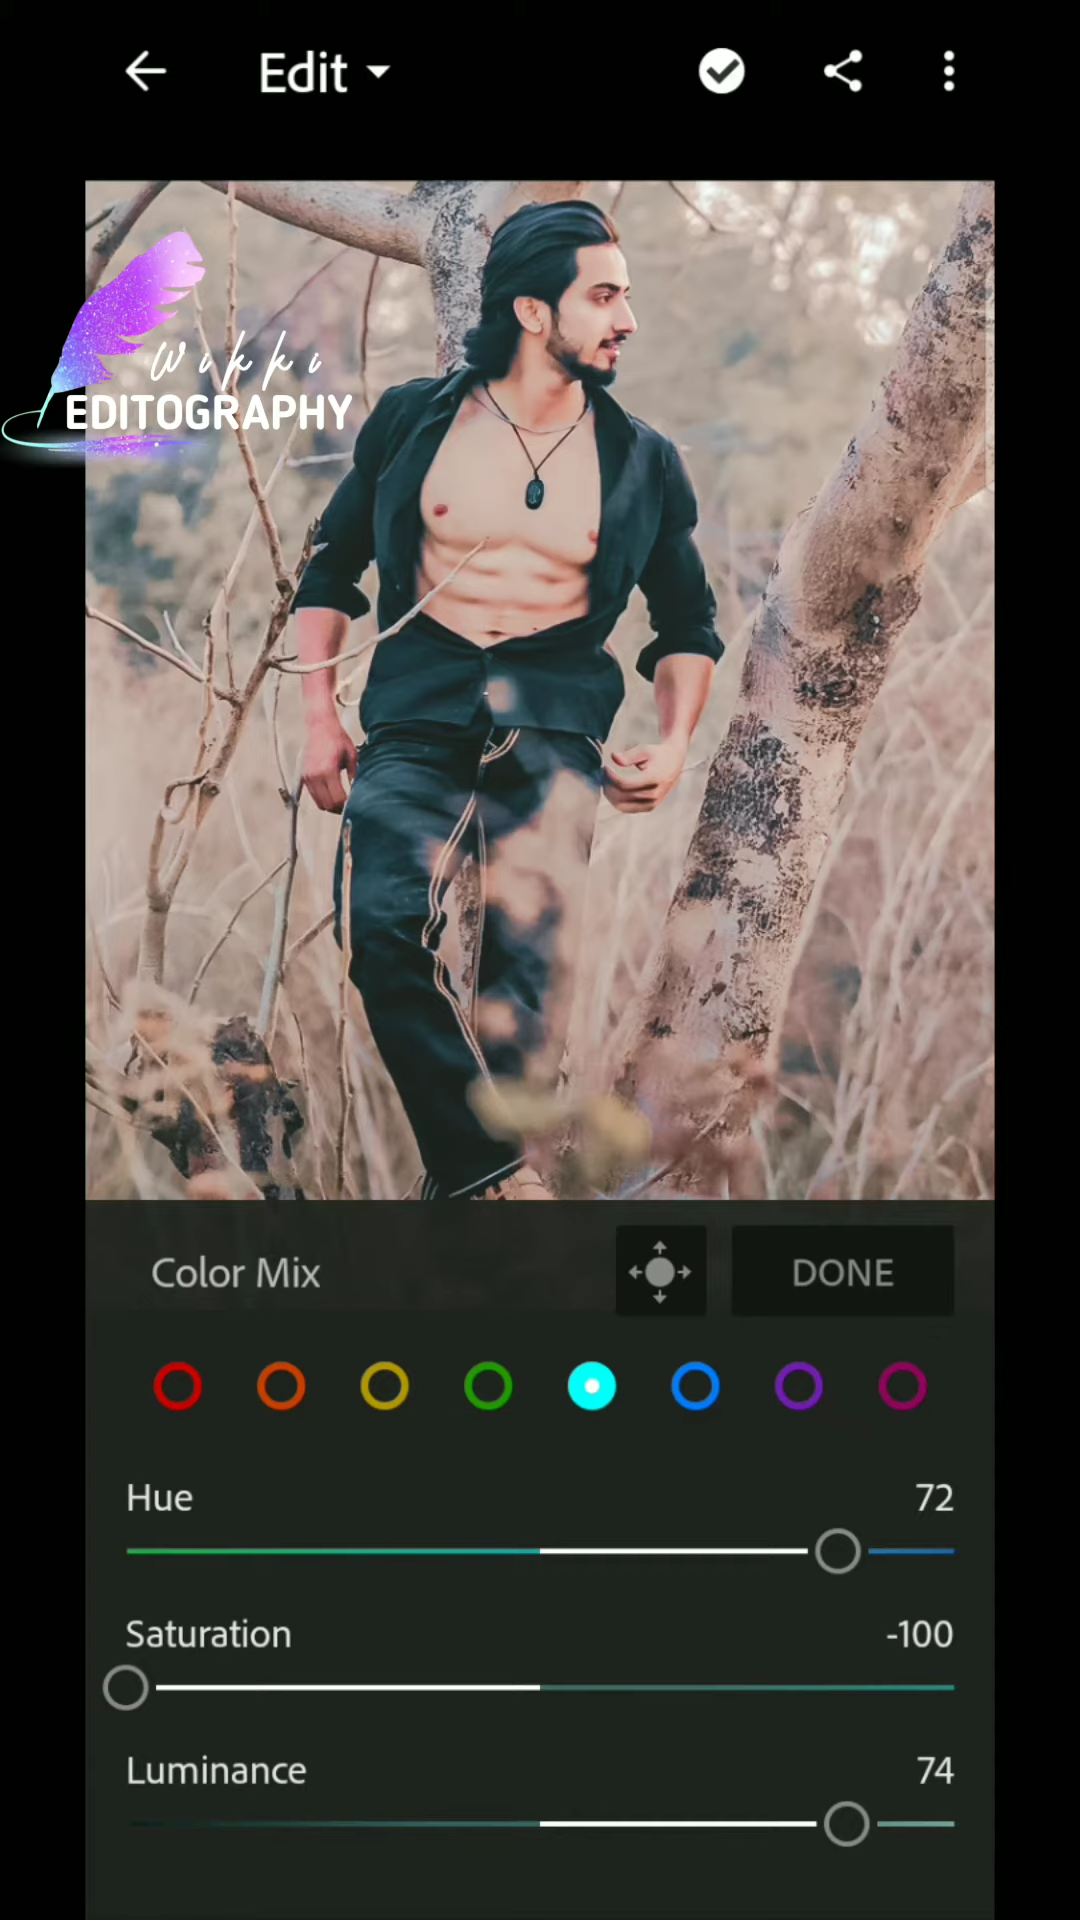 Edit
Wikki
EDITOGRAPHY
Color Mix
DONE
Hue 72
Saturation -100
Luminance 74